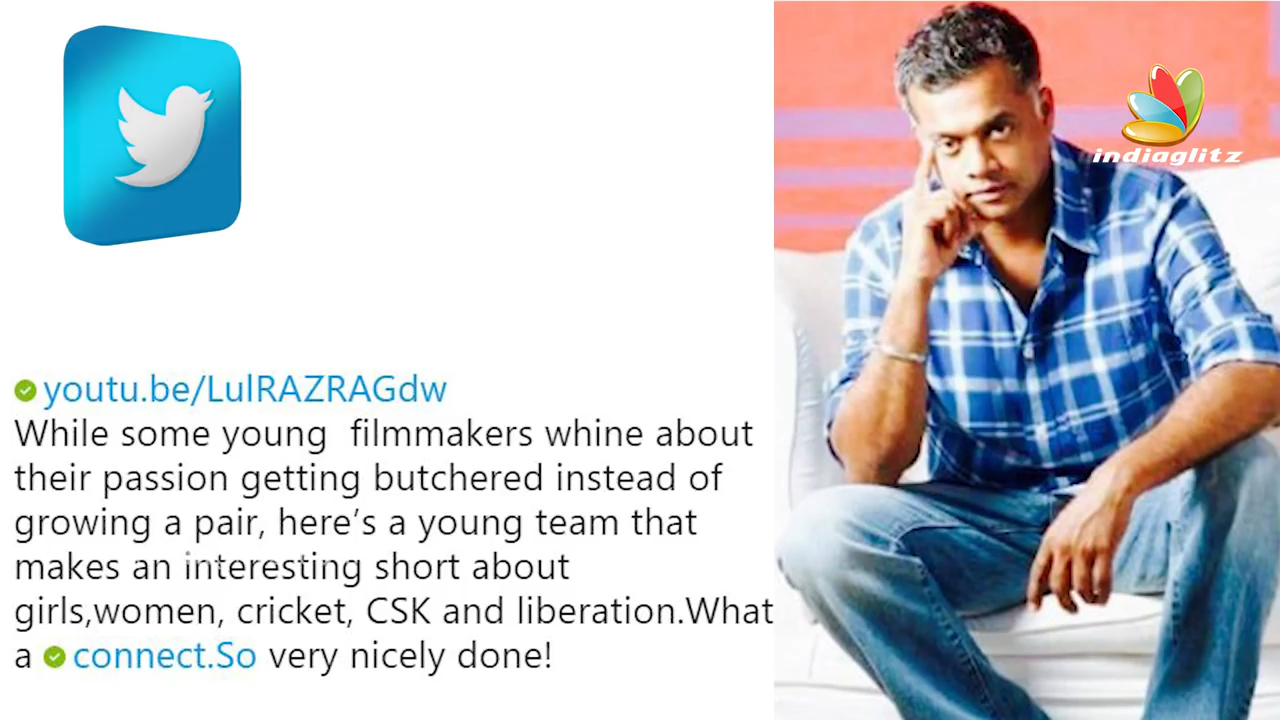 indiaglitz
youtu.be/LulRAZRAGdw
While some young filmmakers whine about
their passion getting butchered instead of
growing a pair, here’s a young team that
makes an interesting short about
girls,women, cricket, CSK and liberation.What
a connect.So very nicely done!